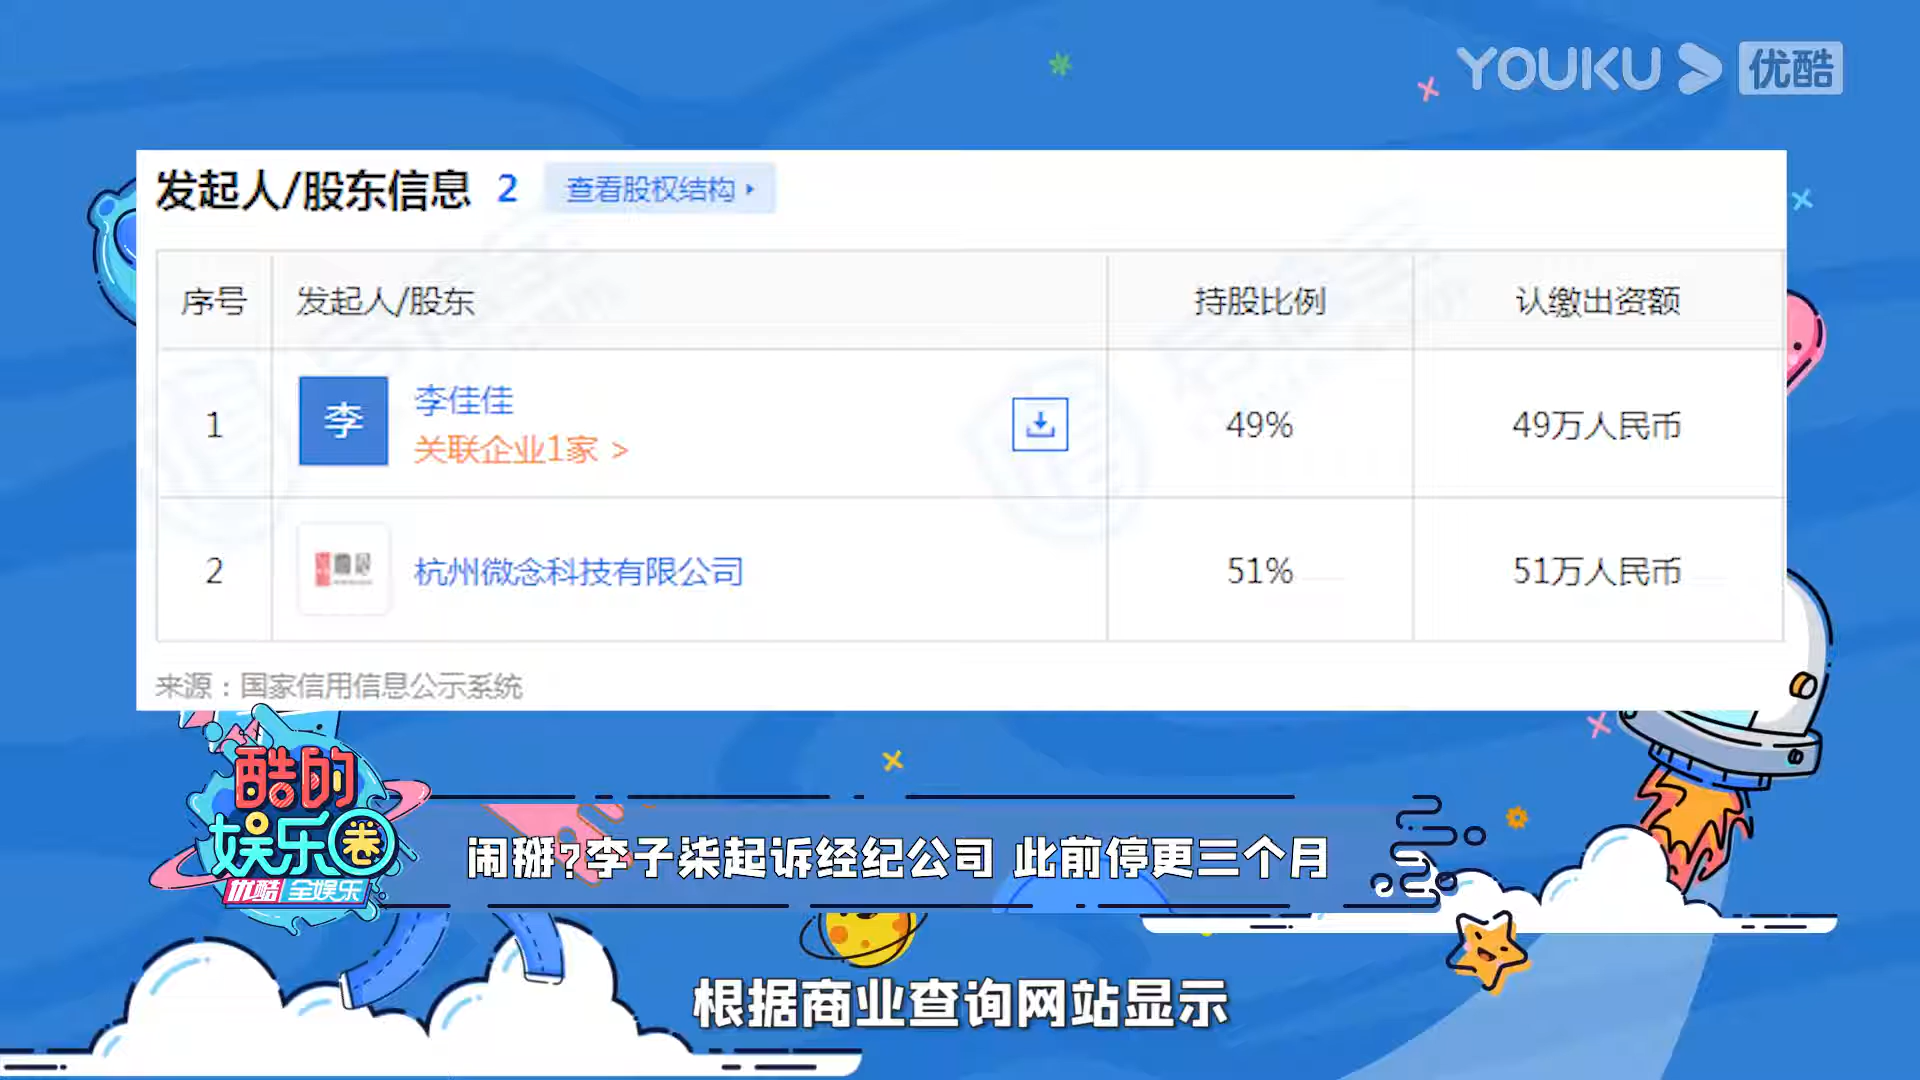 YOUKU 优酷
发起人/股东信息 2 查看股权结构
序号 发起人/股东 持股比例 认缴出资额
1 李 李佳佳 49% 49万人民币
关联企业1家 >
2 杭州微念科技有限公司 51% 51万人民币
来源：国家信用信息公示系统
酷的
娱乐圈
优酷 全娱乐
闹掰?李子柒起诉经纪公司 此前停更三个月
根据商业查询网站显示